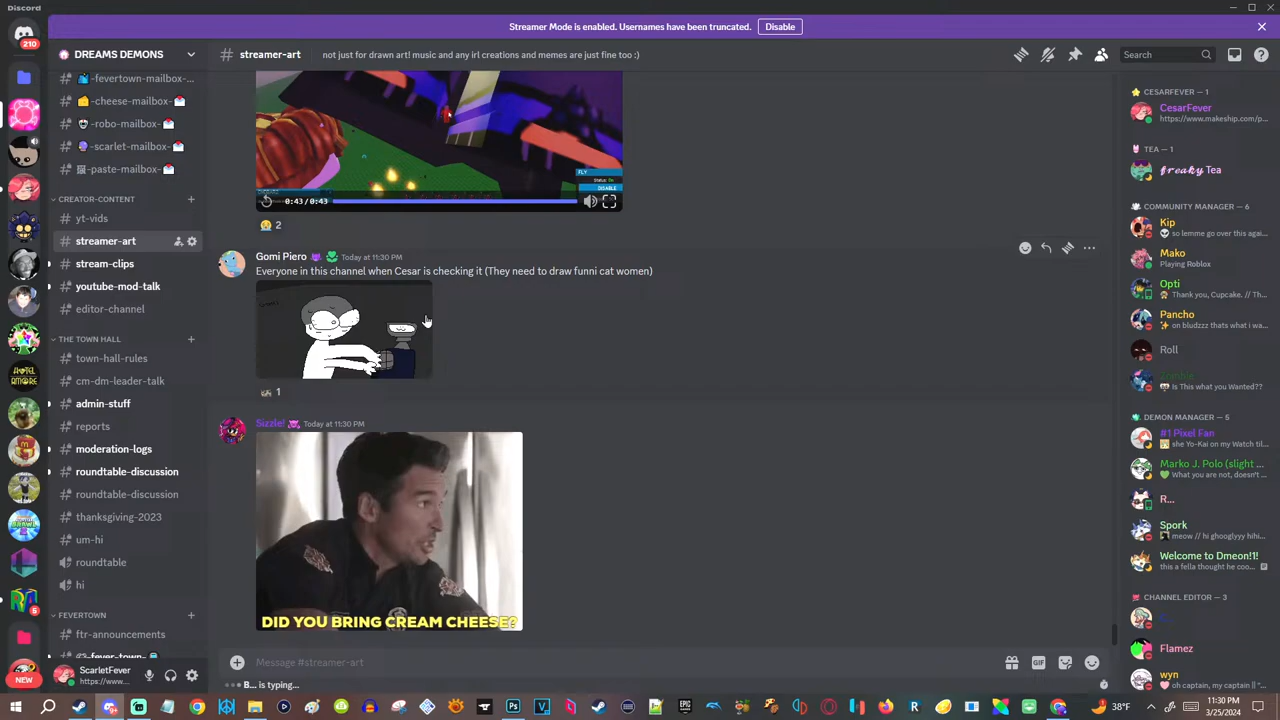 Discord
Streamer Mode is enabled. Usernames have been truncated.
Disable
210
DREAMS DEMONS
streamer-art
not just for drawn art! music and any irl creations and memes are just fine too :)
Search
-fevertown-mailbox-...
-cheese-mailbox-
-robo-mailbox-
-scarlet-mailbox-
-paste-mailbox-
CREATOR-CONTENT
yt-vids
streamer-art
stream-clips
youtube-mod-talk
editor-channel
THE TOWN HALL
town-hall-rules
cm-dm-leader-talk
admin-stuff
reports
moderation-logs
roundtable-discussion
roundtable-discussion
thanksgiving-2023
um-hi
roundtable
hi
FEVERTOWN
ftr-announcements
5
NEW
ScarletFever
https://www....
FLY
DISABLE
0:43/0:43
2
Gomi Piero
Today at 11:30 PM
Everyone in this channel when Cesar is checking it (They need to draw funni cat women)
1
Sizzle!
Today at 11:30 PM
DID YOU BRING CREAM CHEESE?
Message #streamer-art
GIF
B... is typing...
CESARFEVER — 1
CesarFever
https://www.makeship.com/p...
TEA — 1
𝓯𝓻𝓮𝓪𝓴𝔂 Tea
COMMUNITY MANAGER — 6
Kip
so lemme go over this agai...
Mako
Playing Roblox
Opti
Thank you, Cupcake. // Th...
Pancho
on bludzzz thats what i wa...
Roll
Is This what you Wanted??
DEMON MANAGER — 5
#1 Pixel Fan
she Yo-Kai on my Watch til...
Marko J. Polo (slight ...
What you are not, doesn't ...
R...
Spork
meow // hi ghooglyyy hihi...
Welcome to Dmeon!1!
this a fella thought he coo...
CHANNEL EDITOR — 3
Flamez
wyn
oh captain, my captain || "...
38°F
11:30 PM
3/25/2024